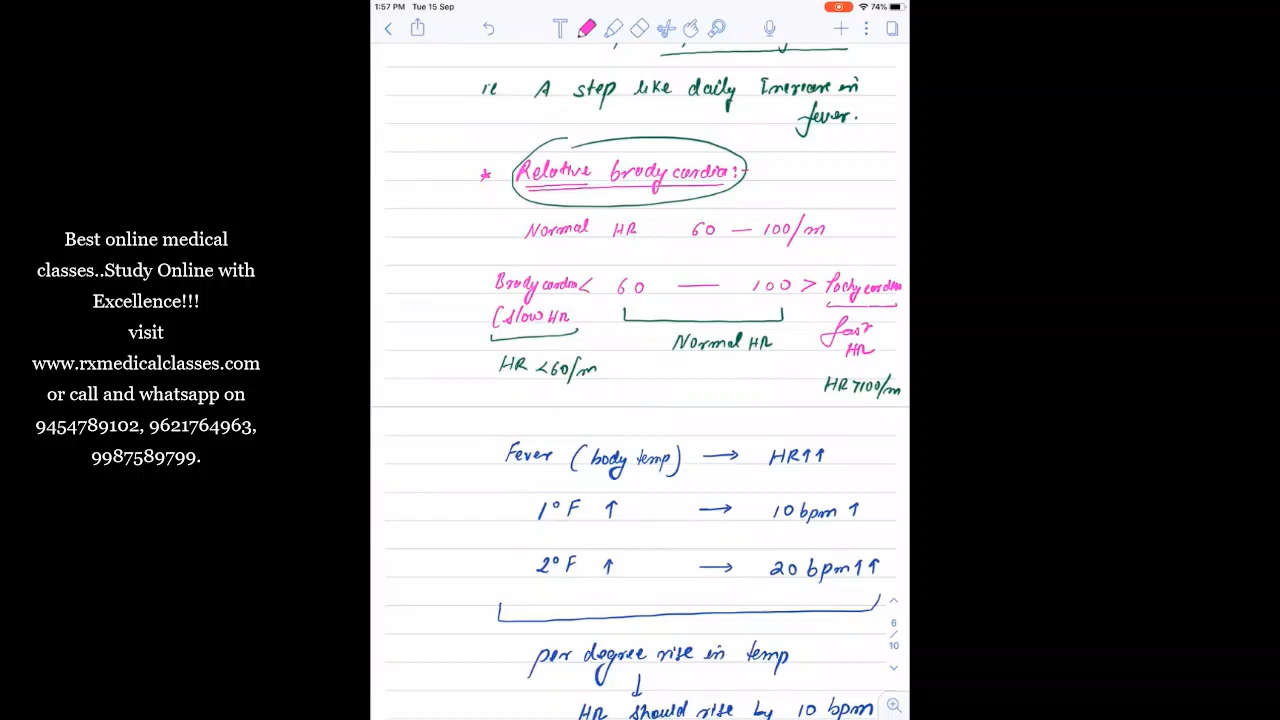 1:57 PM Tue 15 Sep
74%
T
ie A step like daily Increase in
fever.
* Relative bradycardia:-
Normal HR 60 — 100/m
Bradycardia < 60 — 100 > Tachycardia
(slow HR
fast
HR
Normal HR
HR <60/m
HR >100/m
Fever (body temp) → HR↑↑
1° F ↑ → 10 bpm ↑
2° F ↑ → 20 bpm ↑↑
per degree rise in temp
↓
HR should rise by 10 bpm
6
/
10
Best online medical
classes..Study Online with
Excellence!!!
visit
www.rxmedicalclasses.com
or call and whatsapp on
9454789102, 9621764963,
9987589799.